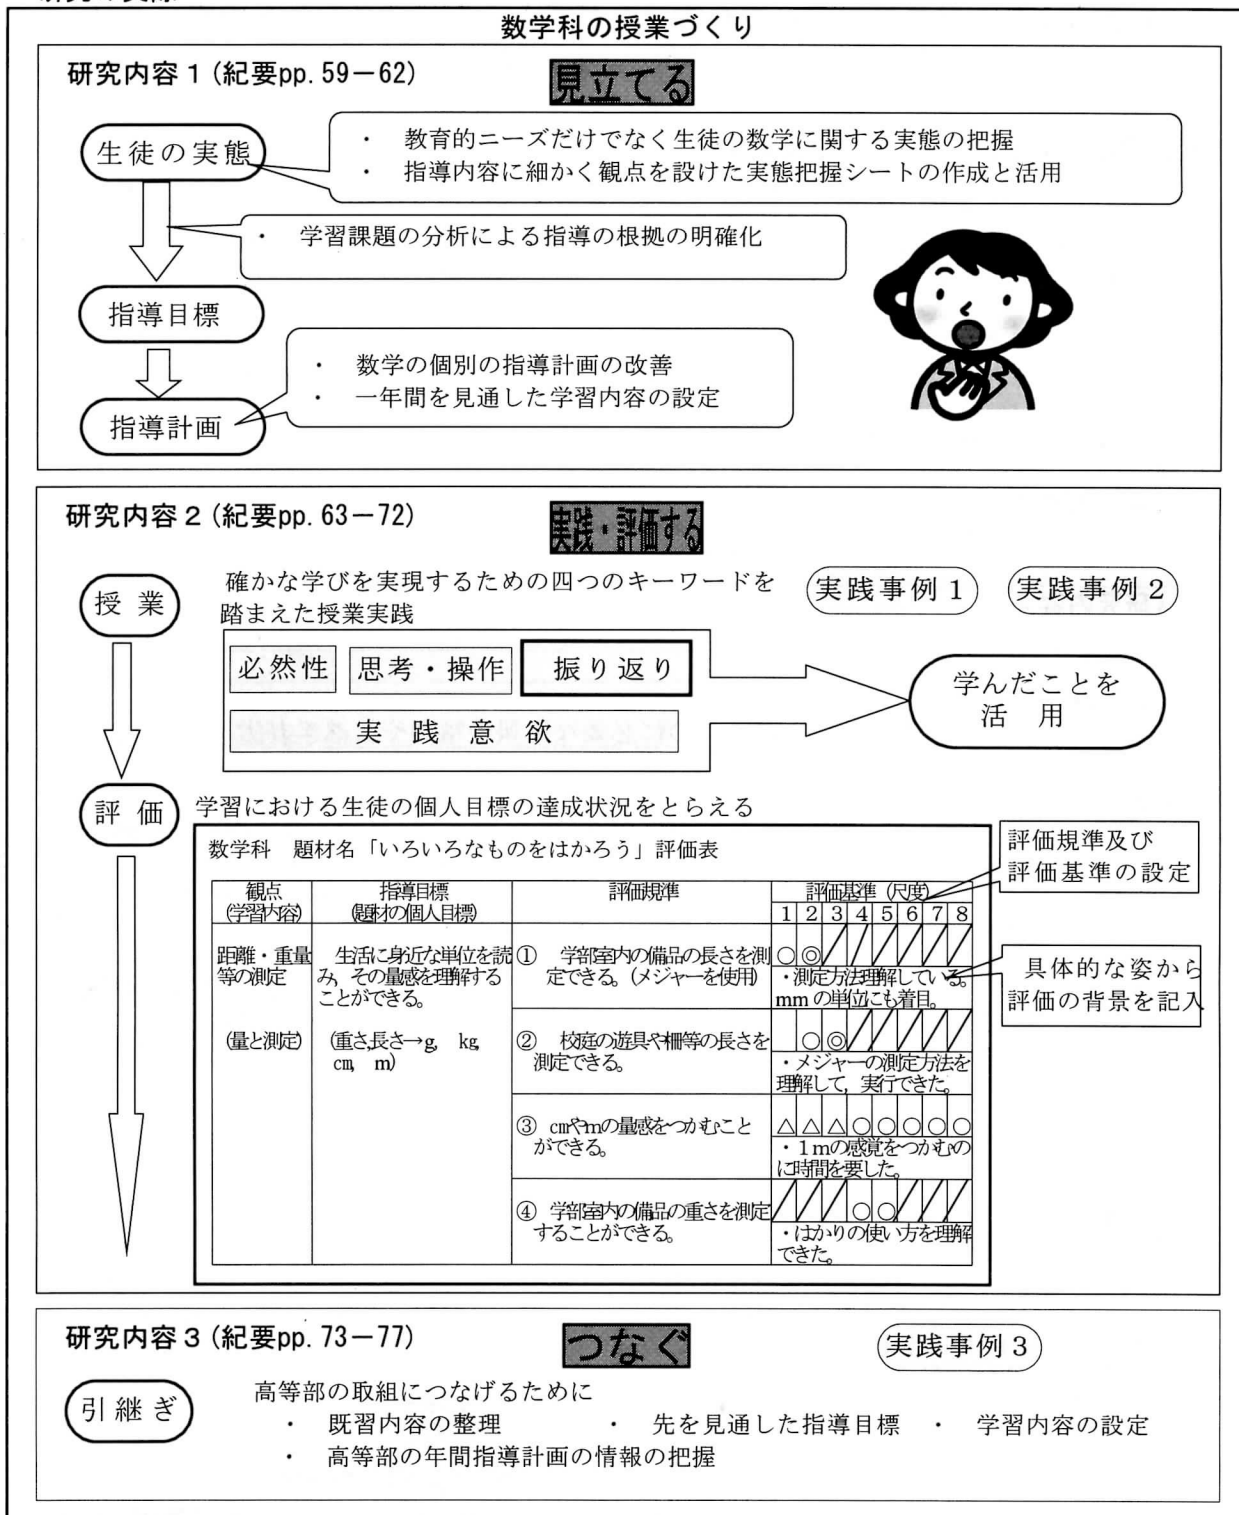 数学科の授業づくり
研究内容1(紀要pp.59−62)
見立てる
生徒の実態
・ 教育的ニーズだけでなく生徒の数学に関する実態の把握
・ 指導内容に細かく観点を設けた実態把握シートの作成と活用
・ 学習課題の分析による指導の根拠の明確化
指導目標
・ 数学の個別の指導計画の改善
・ 一年間を見通した学習内容の設定
指導計画
研究内容2(紀要pp.63−72)
実践・評価する
授業
確かな学びを実現するための四つのキーワードを
踏まえた授業実践
実践事例1
実践事例2
必然性
思考・操作
振り返り
実践意欲
学んだことを
活用
評価
学習における生徒の個人目標の達成状況をとらえる
数学科 題材名「いろいろなものをはかろう」評価表
評価規準及び
評価基準の設定
観点
(学習内容)
指導目標
(題材の個人目標)
評価規準
評価基準(尺度)
1 2 3 4 5 6 7 8
距離・重量
等の測定
(量と測定)
生活に身近な単位を読
み,その量感を理解する
ことができる。
(重さ,長さ→g, kg,
cm, m)
① 学部室内の備品の長さを測
定できる。(メジャーを使用)
○ ◎
・測定方法理解している。
mmの単位にも着目。
具体的な姿から
評価の背景を記入
② 校庭の遊具や柵等の長さを
測定できる。
○ ◎
・メジャーの測定方法を
理解して,実行できた。
③ cmやmの量感をつかむこと
ができる。
△ △ △ ○ ○ ○ ○ ○
・1mの感覚をつかむの
に時間を要した。
④ 学部室内の備品の重さを測定
することができる。
○ ○
・はかりの使い方を理解
できた。
研究内容3(紀要pp.73−77)
つなぐ
実践事例3
引継ぎ
高等部の取組につなげるために
・ 既習内容の整理 ・ 先を見通した指導目標 ・ 学習内容の設定
・ 高等部の年間指導計画の情報の把握